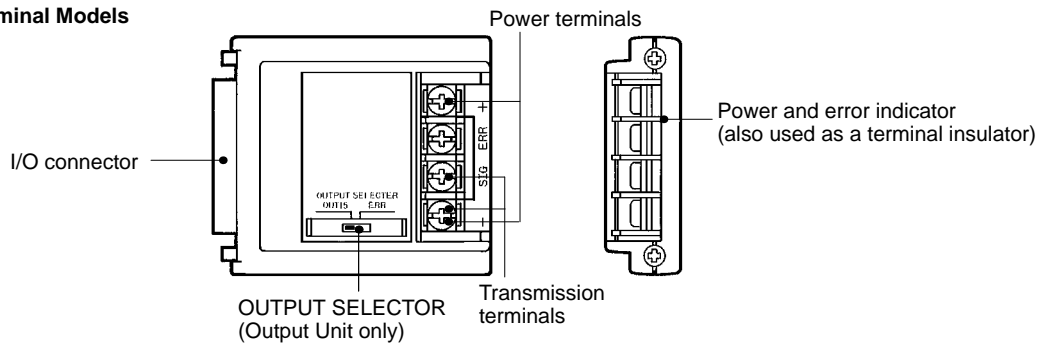 minal Models
Power terminals
+
ERR
SIG
−
Power and error indicator
(also used as a terminal insulator)
I/O connector
OUTPUT SELECTER
OUT15 ERR
OUTPUT SELECTOR
(Output Unit only)
Transmission
terminals